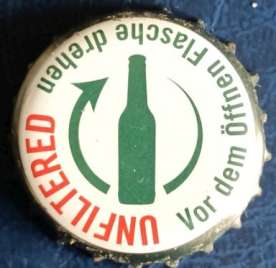 UNFILTERED
Vor dem Öffnen Flasche drehen